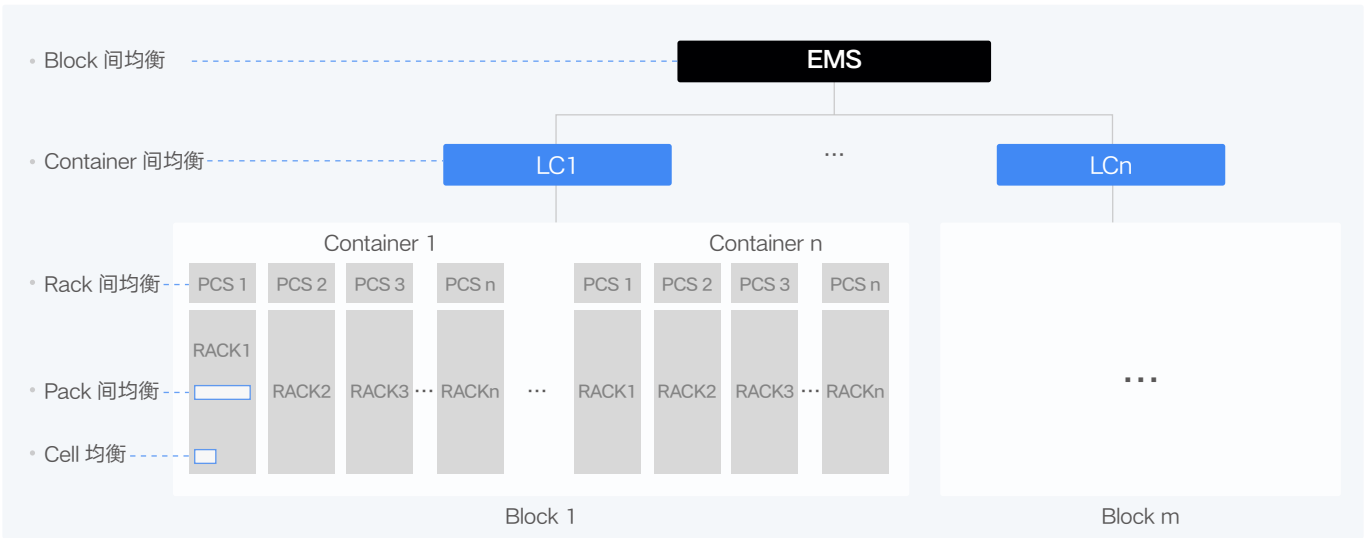 Block 间均衡
EMS
Container 间均衡
LC1
...
LCn
Container 1
Container n
Rack 间均衡
PCS 1
PCS 2
PCS 3
PCS n
PCS 1
PCS 2
PCS 3
PCS n
RACK1
Pack 间均衡
RACK2
RACK3
...
RACKn
...
RACK1
RACK2
RACK3
...
RACKn
...
Cell 均衡
Block 1
Block m